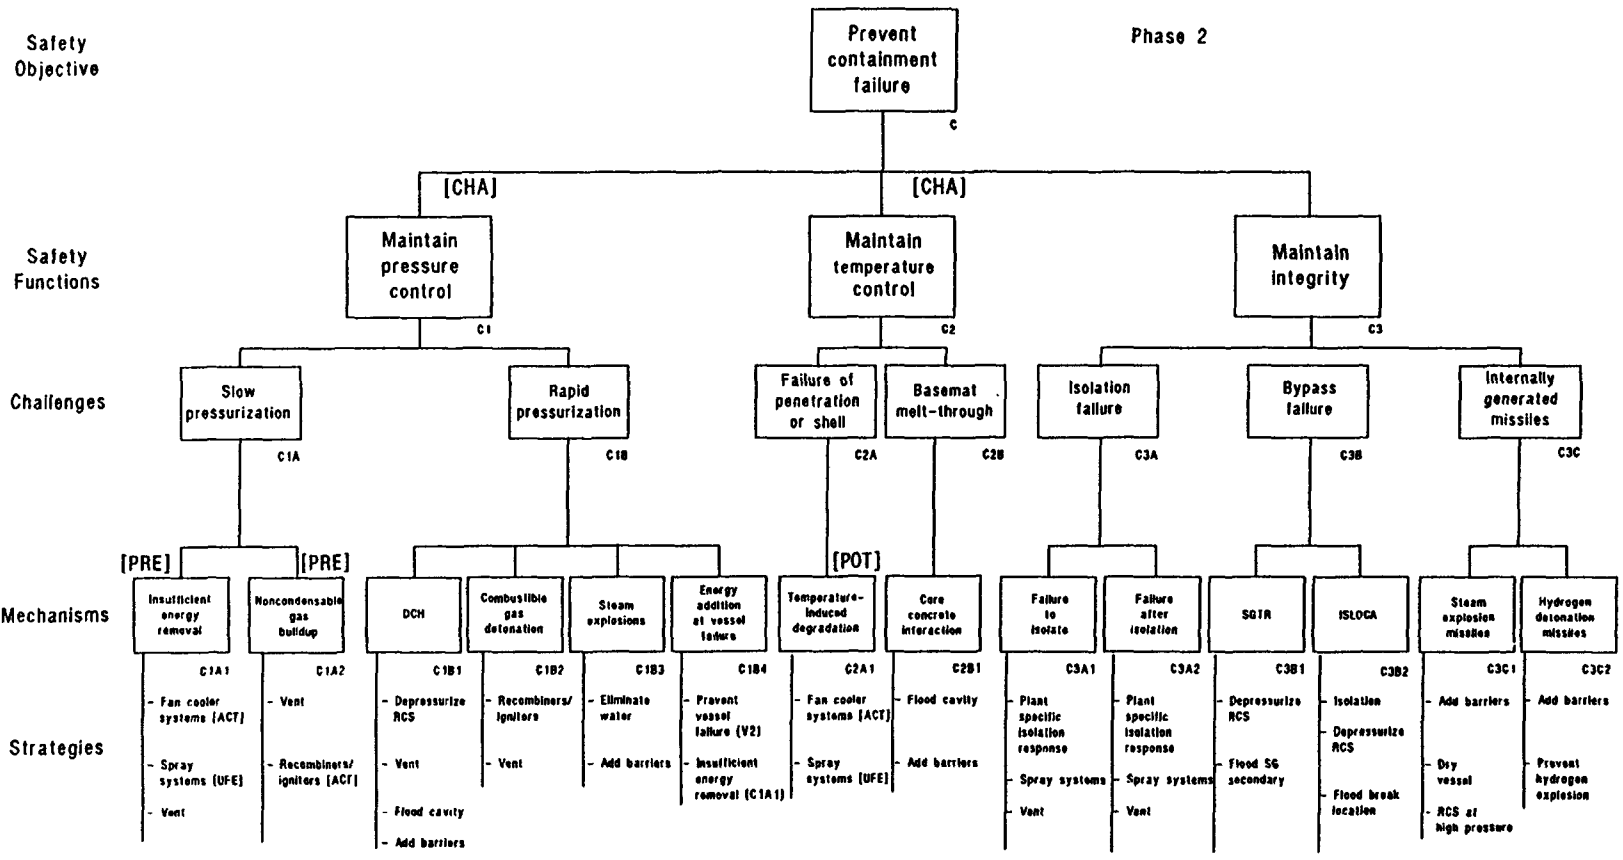 Safety
Objective
Prevent
containment
failure
C
Phase 2
[CHA]
[CHA]
Safety
Functions
Maintain
pressure
control
C1
Maintain
temperature
control
C2
Maintain
integrity
C3
Challenges
Slow
pressurization
C1A
Rapid
pressurization
C1B
Failure of
penetration
or shell
C2A
Basemat
melt-through
C2B
Isolation
failure
C3A
Bypass
failure
C3B
Internally
generated
missiles
C3C
[PRE]
[PRE]
[POT]
Mechanisms
Insufficient
energy
removal
C1A1
Noncondensable
gas
buildup
C1A2
DCH
C1B1
Combustible
gas
detonation
C1B2
Steam
explosions
C1B3
Energy
addition
at vessel
failure
C1B4
Temperature-
induced
degradation
C2A1
Core
concrete
interaction
C2B1
Failure
to
isolate
C3A1
Failure
after
isolation
C3A2
SGTR
C3B1
ISLOCA
C3B2
Steam
explosion
missiles
C3C1
Hydrogen
detonation
missiles
C3C2
Strategies
- Fan cooler
systems [ACT]
- Spray
systems [UFE]
- Vent
- Vent
- Recombiners/
igniters [ACT]
- Depressurize
RCS
- Vent
- Flood cavity
- Add barriers
- Recombiners/
igniters
- Vent
- Eliminate
water
- Add barriers
- Prevent
vessel
failure (V2)
- Insufficient
energy
removal (C1A1)
- Fan cooler
systems [ACT]
- Spray
systems [UFE]
- Flood cavity
- Add barriers
- Plant
specific
isolation
response
- Spray systems
- Vent
- Plant
specific
isolation
response
- Spray systems
- Vent
- Depressurize
RCS
- Flood SG
secondary
- Isolation
- Depressurize
RCS
- Flood break
location
- Add barriers
- Dry
vessel
- RCS at
high pressure
- Add barriers
- Prevent
hydrogen
explosion